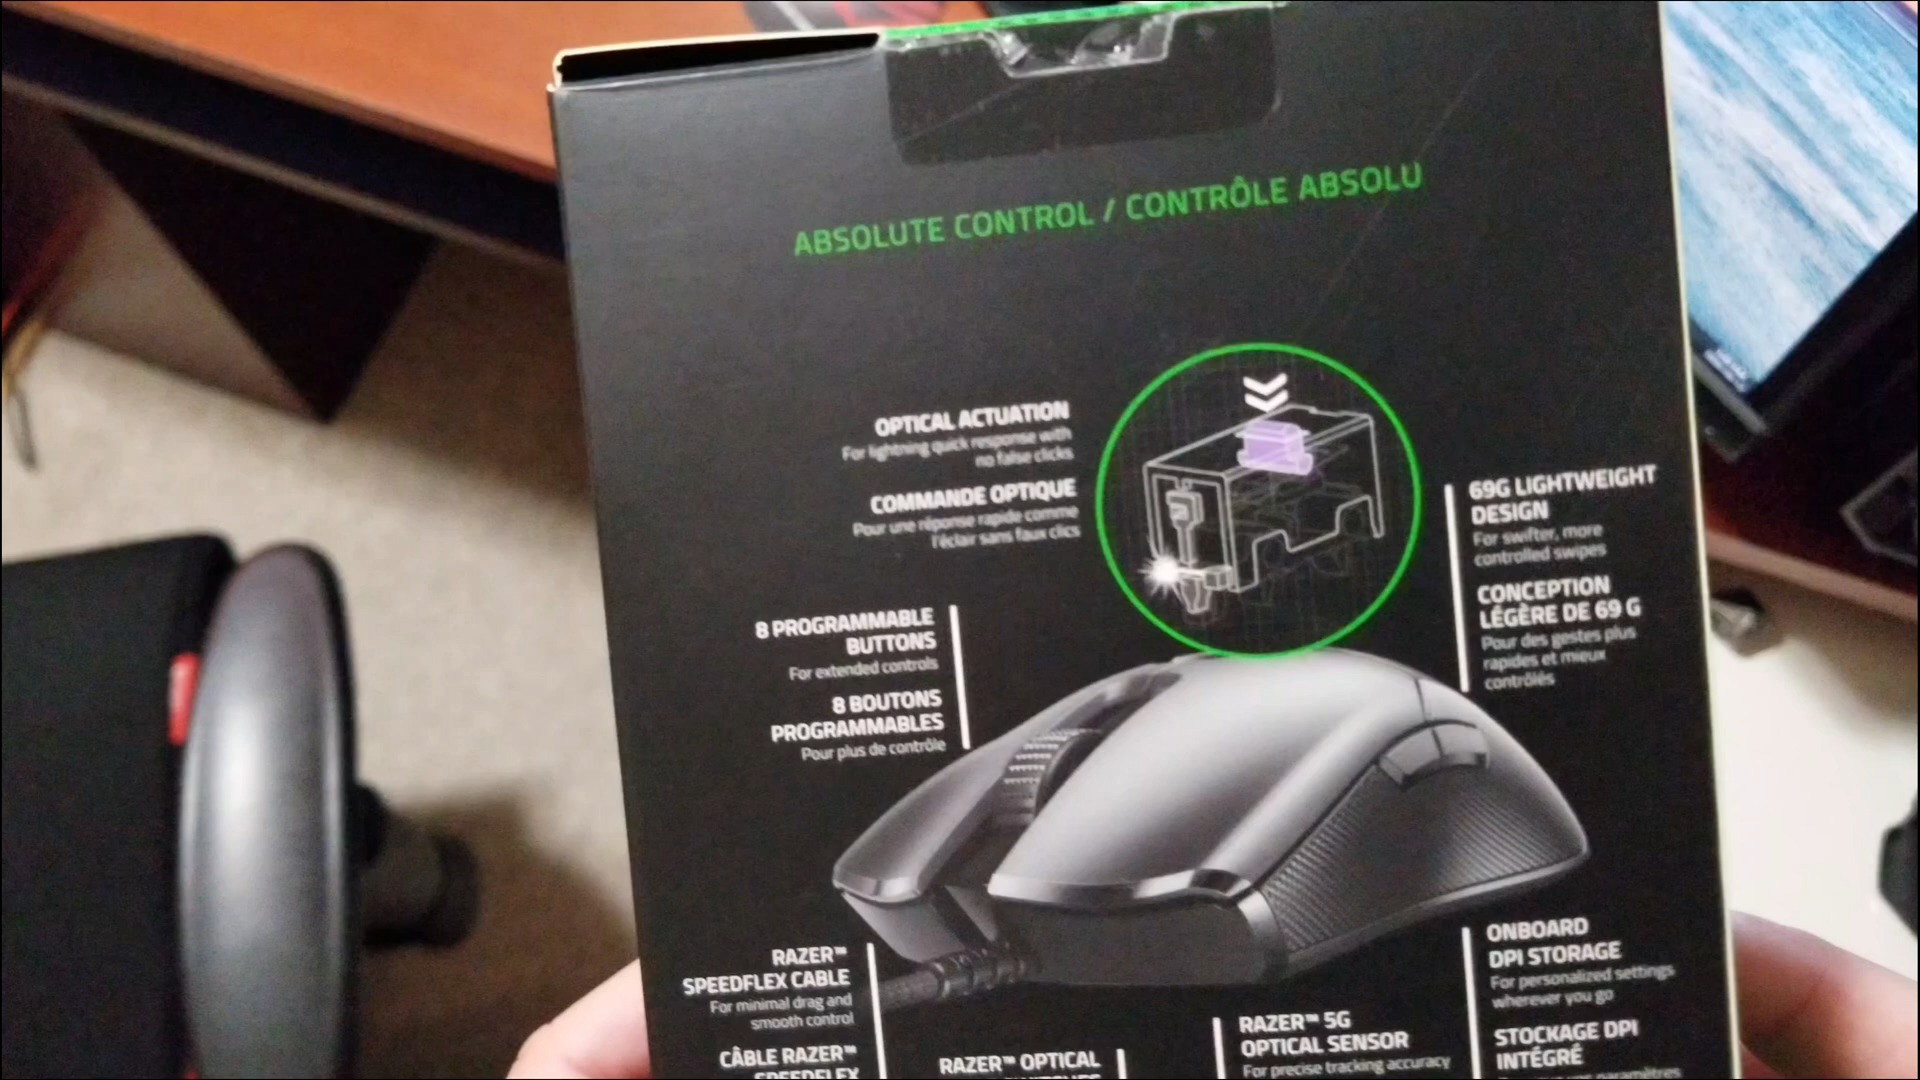 ABSOLUTE CONTROL / CONTRÔLE ABSOLU
OPTICAL ACTUATION
For lightning quick response with
no false clicks
COMMANDE OPTIQUE
Pour une réponse rapide comme
l'éclair sans faux clics
69G LIGHTWEIGHT
DESIGN
For swifter, more
controlled swipes
CONCEPTION
LÉGÈRE DE 69 G
Pour des gestes plus
rapides et mieux
contrôlés
8 PROGRAMMABLE
BUTTONS
For extended controls
8 BOUTONS
PROGRAMMABLES
Pour plus de contrôle
RAZER™
SPEEDFLEX CABLE
For minimal drag and
smooth control
CÂBLE RAZER™
SPEEDFLEX
RAZER™ OPTICAL
RAZER™ 5G
OPTICAL SENSOR
For precise tracking accuracy
ONBOARD
DPI STORAGE
For personalized settings
wherever you go
STOCKAGE DPI
INTÉGRÉ
paramètres